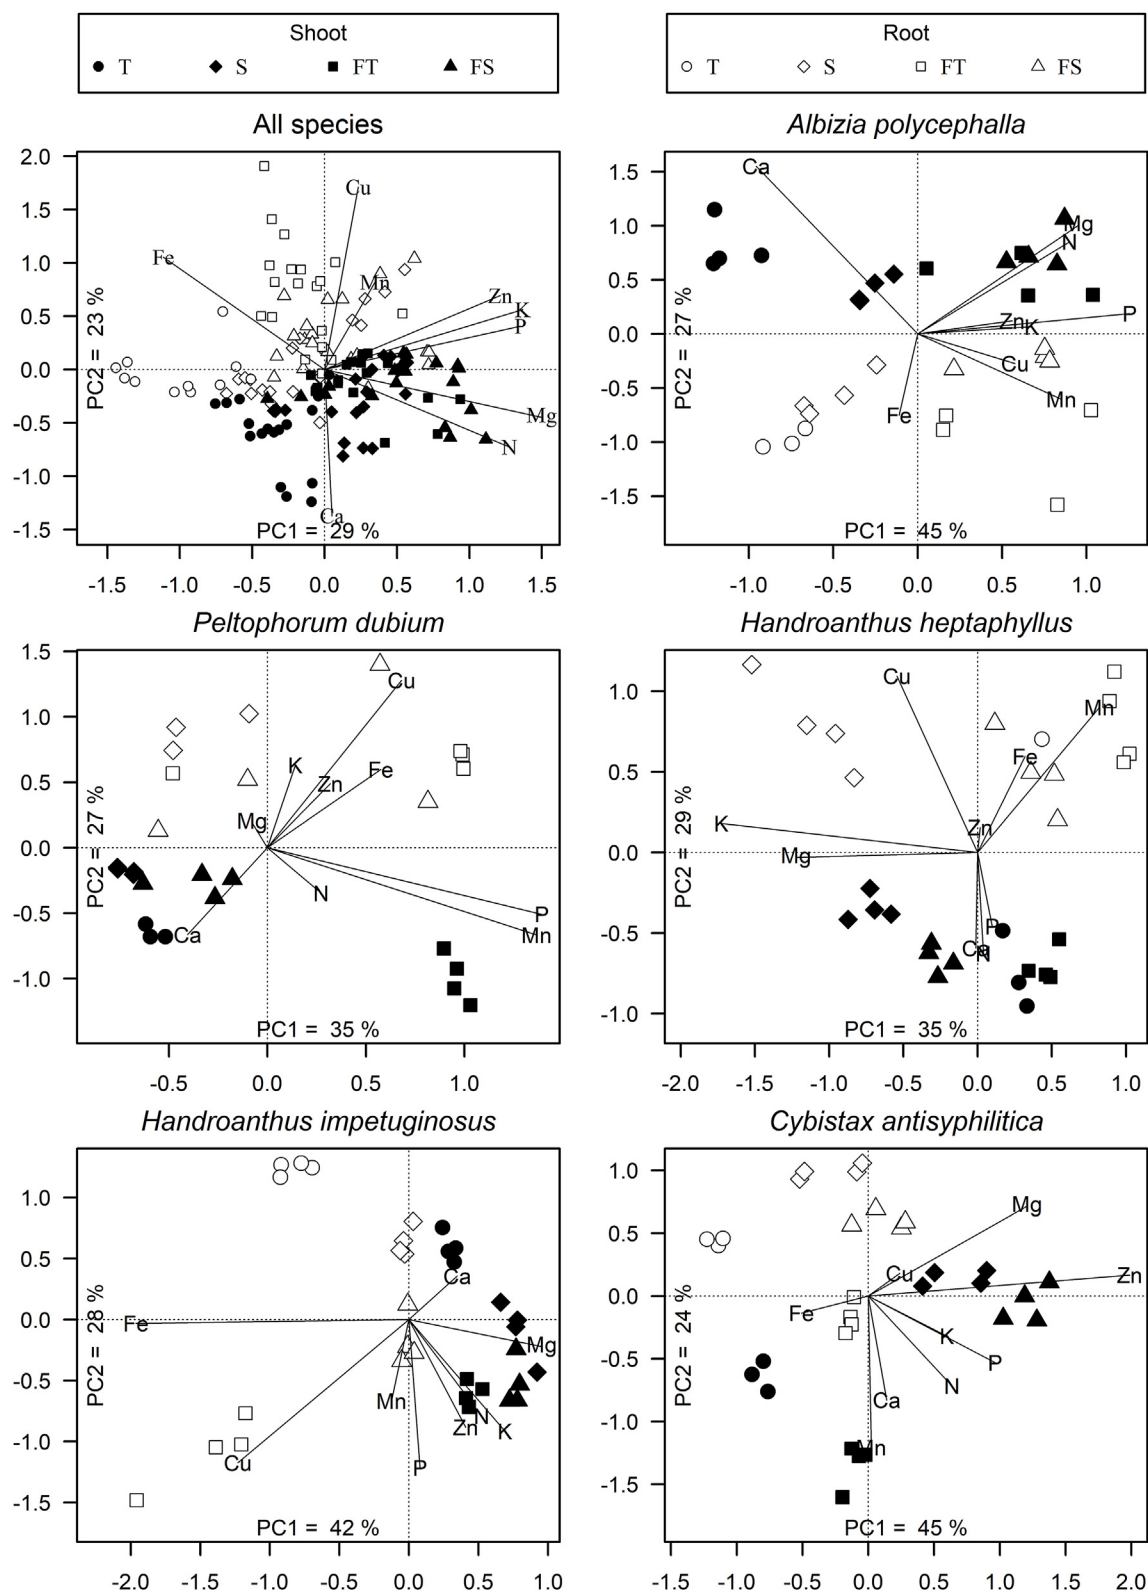 Shoot
T S FT FS
Root
T S FT FS
All species
2.0
1.5
1.0
0.5
0.0
-0.5
-1.0
-1.5
PC2 = 23 %
Cu
Fe
Mn
Zn
K
P
Mg
N
Ca
PC1 = 29 %
-1.5 -1.0 -0.5 0.0 0.5 1.0 1.5
Albizia polycephalla
1.5
1.0
0.5
0.0
-0.5
-1.0
-1.5
PC2 = 27 %
Ca
Mg
N
P
Zn
K
Cu
Mn
Fe
PC1 = 45 %
-1.0 -0.5 0.0 0.5 1.0
Peltophorum dubium
1.5
1.0
0.5
0.0
-0.5
-1.0
PC2 = 27 %
Cu
K
Zn
Fe
Mg
N
Ca
P
Mn
PC1 = 35 %
-0.5 0.0 0.5 1.0
Handroanthus heptaphyllus
1.0
0.5
0.0
-0.5
-1.0
PC2 = 29 %
Cu
Mn
Fe
Zn
K
Mg
P
Ca
N
PC1 = 35 %
-2.0 -1.5 -1.0 -0.5 0.0 0.5 1.0
Handroanthus impetuginosus
1.0
0.5
0.0
-0.5
-1.0
-1.5
PC2 = 28 %
Ca
Fe
Mg
Mn
N
Zn
K
Cu
P
PC1 = 42 %
-2.0 -1.5 -1.0 -0.5 0.0 0.5 1.0
Cybistax antisyphilitica
1.0
0.5
0.0
-0.5
-1.0
-1.5
PC2 = 24 %
Mg
Cu
Zn
Fe
K
P
N
Ca
Mn
PC1 = 45 %
-1.5 -1.0 -0.5 0.0 0.5 1.0 1.5 2.0